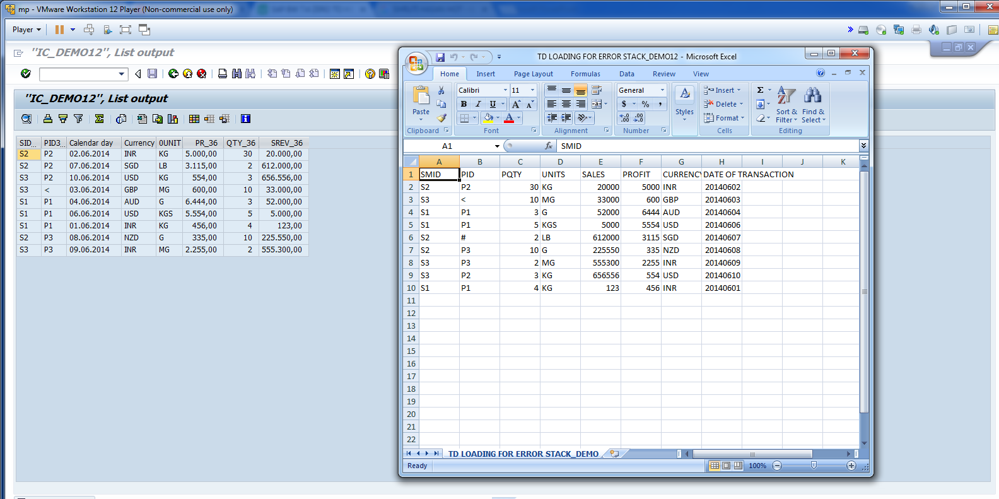 mp - VMware Workstation 12 Player (Non-commercial use only)
Player
"IC_DEMO12", List output
"IC_DEMO12", List output
SID... PID3... Calendar day Currency 0UNIT PR_36 QTY_36 SREV_36
S2 P2 02.06.2014 INR KG 5.000,00 30 20.000,00
S2 P2 07.06.2014 SGD LB 3.115,00 2 612.000,00
S3 P2 10.06.2014 USD KG 554,00 3 656.556,00
S3 < 03.06.2014 GBP MG 600,00 10 33.000,00
S1 P1 04.06.2014 AUD G 6.444,00 3 52.000,00
S1 P1 06.06.2014 USD KGS 5.554,00 5 5.000,00
S1 P1 01.06.2014 INR KG 456,00 4 123,00
S2 P3 08.06.2014 NZD G 335,00 10 225.550,00
S3 P3 09.06.2014 INR MG 2.255,00 2 555.300,00
TD LOADING FOR ERROR STACK_DEMO12 - Microsoft Excel
Home Insert Page Layout Formulas Data Review View
Paste
Clipboard
Calibri 11
B I U A A
A
Font
Alignment
General
$ % ,
Number
Styles
Insert
Delete
Format
Cells
Σ
Sort & Filter
Find & Select
Editing
A1 fx SMID
A B C D E F G H I J K
1 SMID PID PQTY UNITS SALES PROFIT CURRENCY DATE OF TRANSACTION
2 S2 P2 30 KG 20000 5000 INR 20140602
3 S3 < 10 MG 33000 600 GBP 20140603
4 S1 P1 3 G 52000 6444 AUD 20140604
5 S1 P1 5 KGS 5000 5554 USD 20140606
6 S2 # 2 LB 612000 3115 SGD 20140607
7 S2 P3 10 G 225550 335 NZD 20140608
8 S3 P3 2 MG 555300 2255 INR 20140609
9 S3 P2 3 KG 656556 554 USD 20140610
10 S1 P1 4 KG 123 456 INR 20140601
11
12
13
14
15
16
17
18
19
20
21
22
TD LOADING FOR ERROR STACK_DEMO
Ready 100%